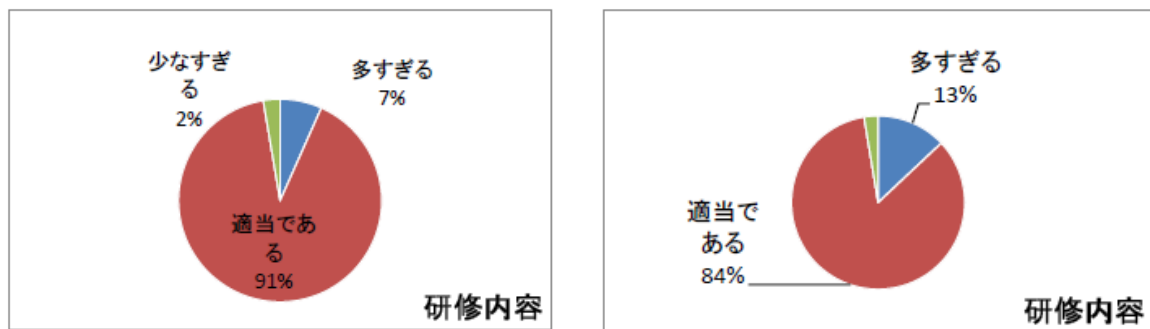 少なすぎ
る
2%
多すぎる
7%
適当であ
る
91%
研修内容
多すぎる
13%
適当で
ある
84%
研修内容